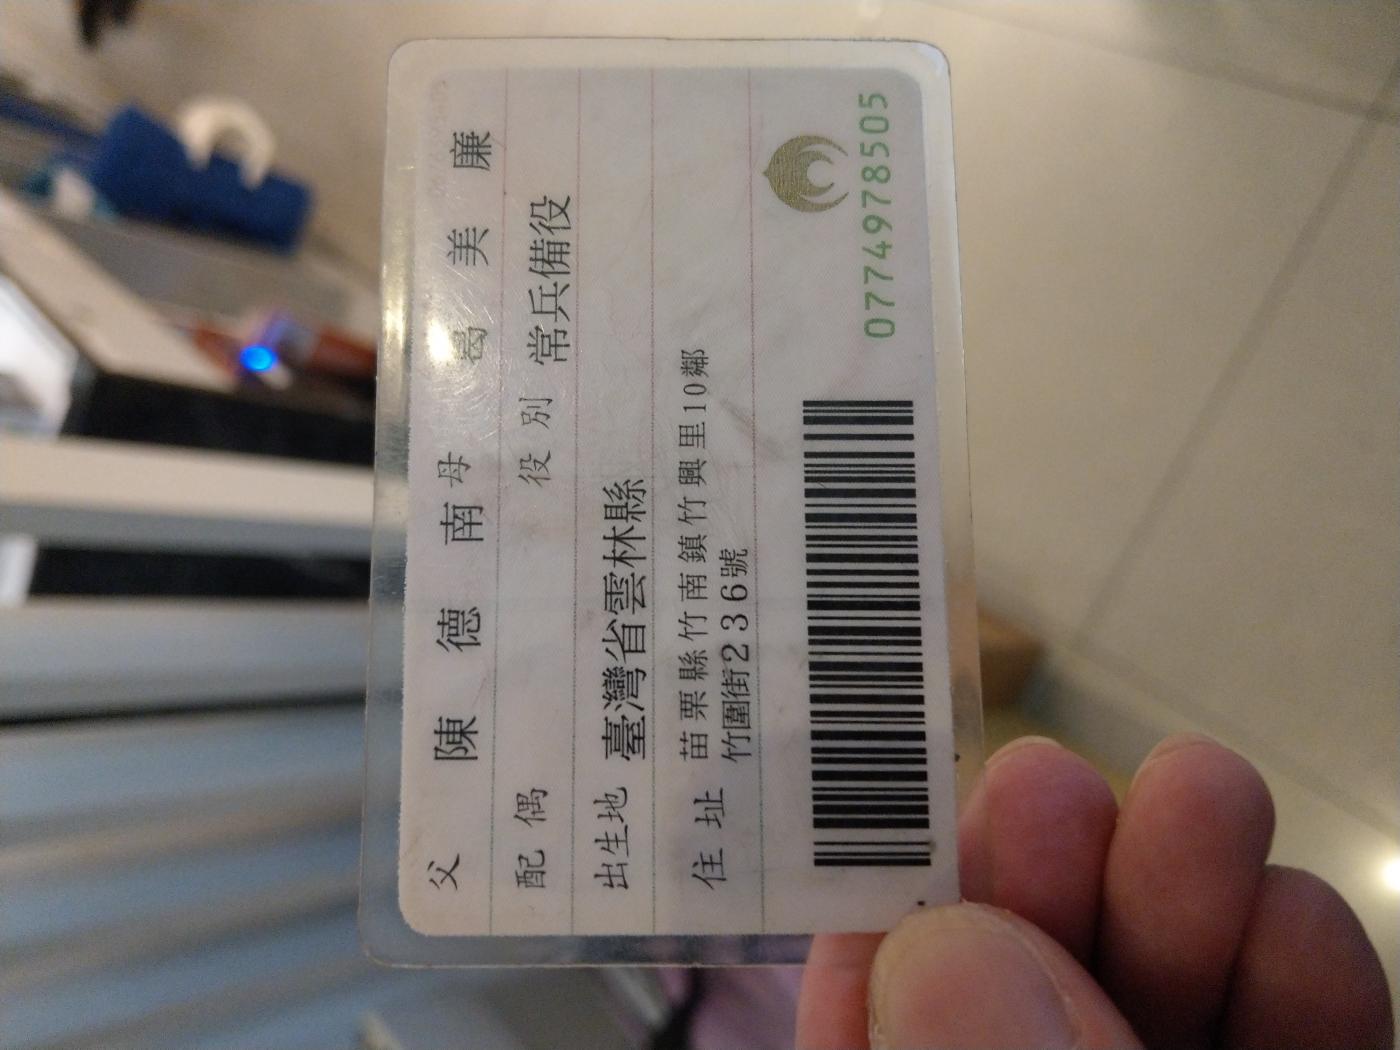 父 陳德南 母 葛美廉
配偶 役別 常兵備役
出生地 臺灣省雲林縣
住址 苗栗縣竹南鎮竹興里10鄰
竹圍街236號
0774978505